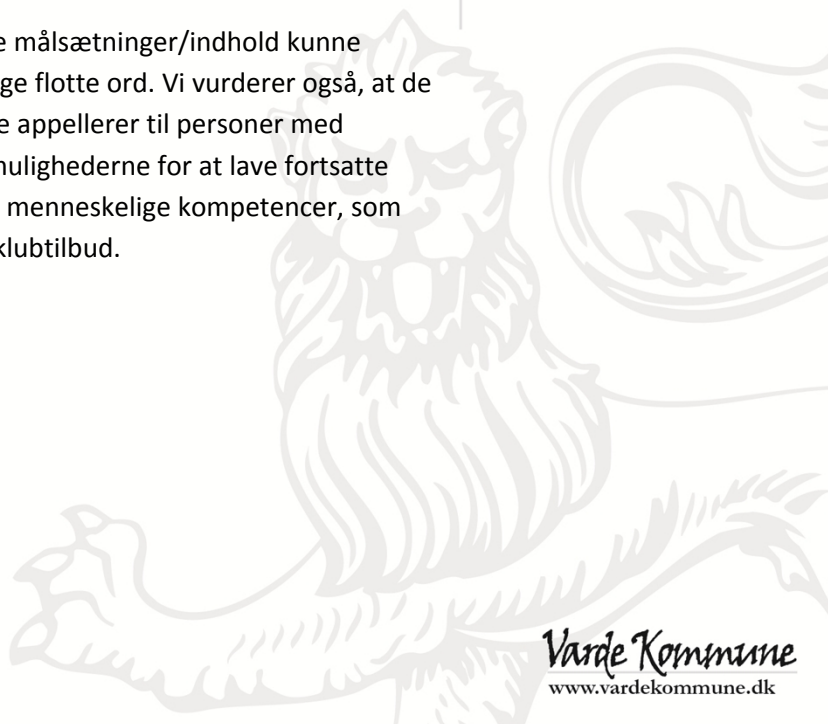 e målsætninger/indhold kunne
ge flotte ord. Vi vurderer også, at de
e appellerer til personer med
nulighederne for at lave fortsatte
menneskelige kompetencer, som
klubtilbud.
Varde Kommune
www.vardekommune.dk